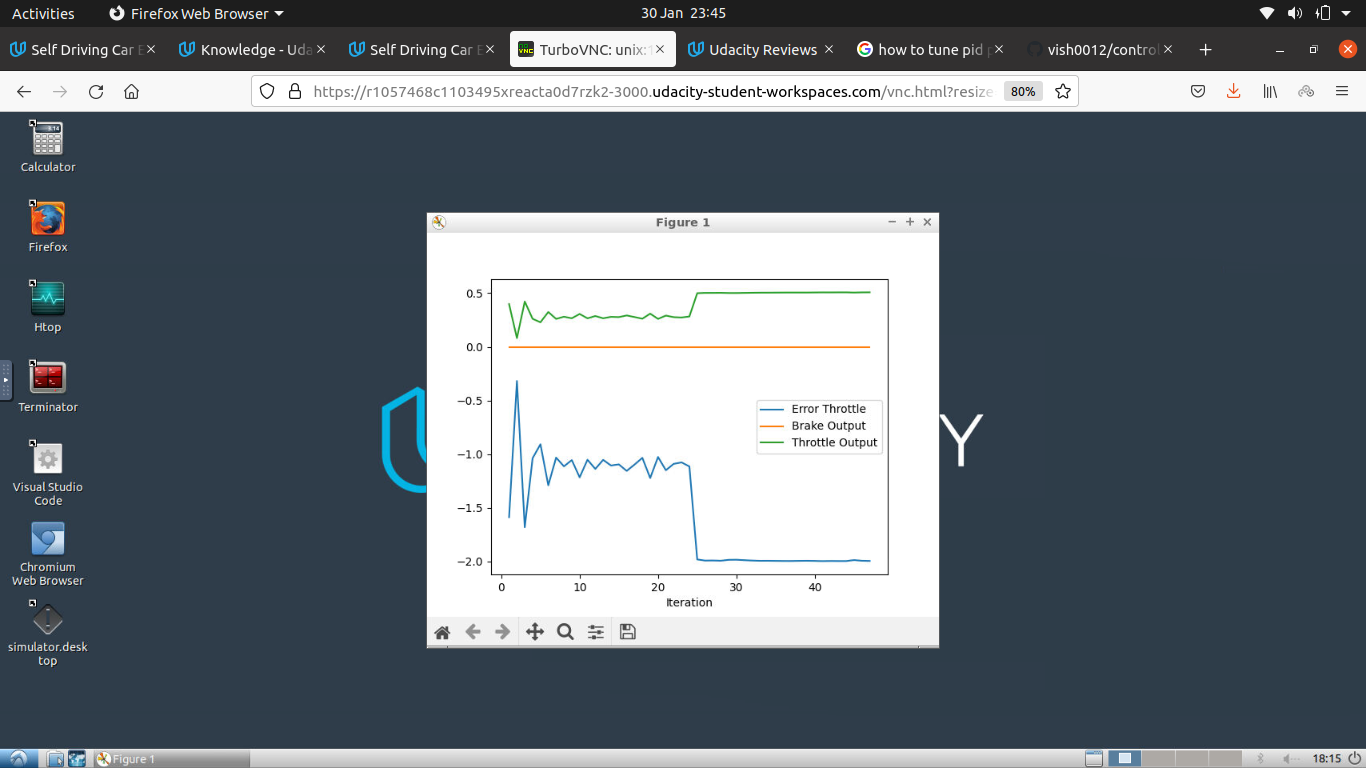 Activities
Firefox Web Browser
30 Jan 23:45
Self Driving Car E
Knowledge - Uda
Self Driving Car E
TurboVNC: unix:1
Udacity Reviews
how to tune pid p
vish0012/control
https://r1057468c1103495xreacta0d7rzk2-3000.udacity-student-workspaces.com/vnc.html?resize
80%
Calculator
Firefox
Htop
Terminator
Visual Studio
Code
Chromium
Web Browser
simulator.desk
top
Y
Figure 1
0.5
0.0
−0.5
−1.0
−1.5
−2.0
0
10
20
30
40
Iteration
Error Throttle
Brake Output
Throttle Output
Figure 1
18:15